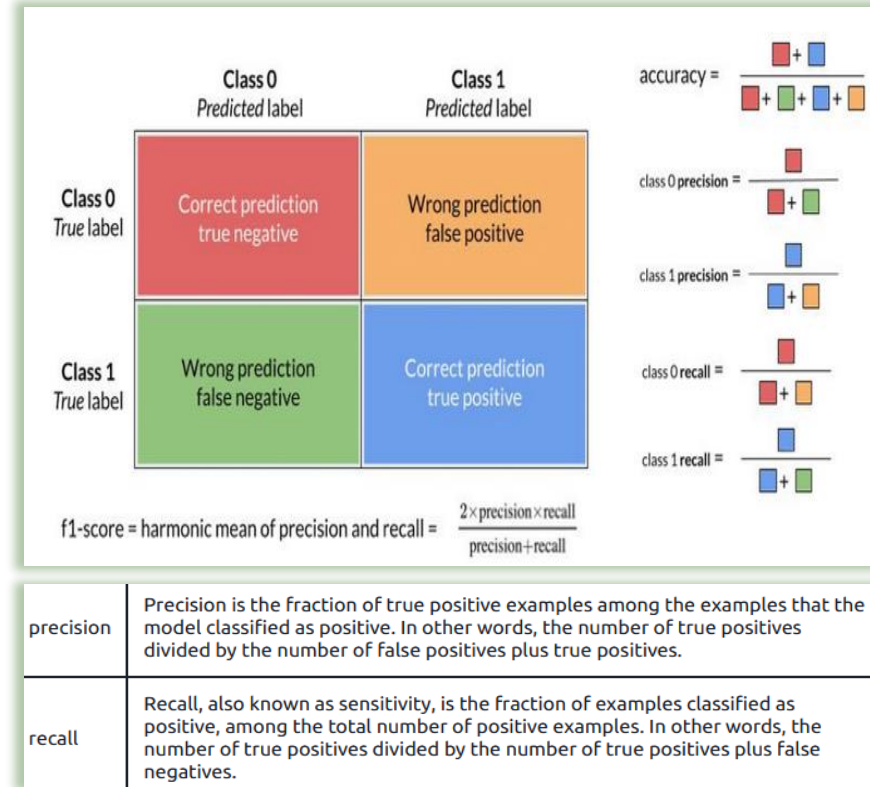 Class 0
Predicted label
Class 1
Predicted label
Class 0
True label
Correct prediction
true negative
Wrong prediction
false positive
Class 1
True label
Wrong prediction
false negative
Correct prediction
true positive
f1-score = harmonic mean of precision and recall = 2×precision×recall
precision+recall
accuracy = + 
+ + +
class 0 precision =
+
class 1 precision =
+
class 0 recall =
+
class 1 recall =
+
precision
Precision is the fraction of true positive examples among the examples that the
model classified as positive. In other words, the number of true positives
divided by the number of false positives plus true positives.
recall
Recall, also known as sensitivity, is the fraction of examples classified as
positive, among the total number of positive examples. In other words, the
number of true positives divided by the number of true positives plus false
negatives.